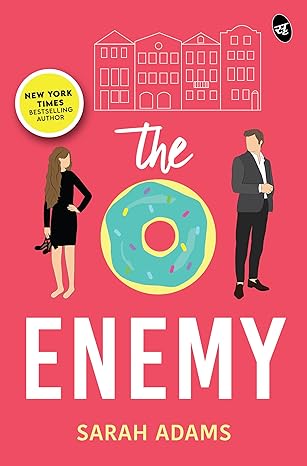 NEW YORK
TIMES
BESTSELLING
AUTHOR
the
ENEMY
SARAH ADAMS